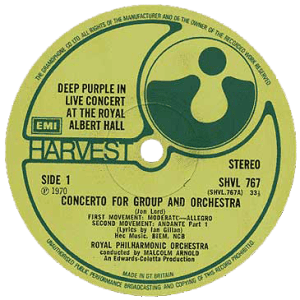 THE GRAMOPHONE CO LTD. ALL RIGHTS OF THE MANUFACTURER AND OF THE OWNER OF THE RECORDED WORK RESERVED.
DEEP PURPLE IN
LIVE CONCERT
AT THE ROYAL
ALBERT HALL
EMI
HARVEST
STEREO
SIDE 1
SHVL 767
℗ 1970
(SHVL.767A) 33⅓
CONCERTO FOR GROUP AND ORCHESTRA
(Jon Lord)
FIRST MOVEMENT: MODERATO—ALLEGRO
SECOND MOVEMENT: ANDANTE Part 1
(Lyrics by Ian Gillan)
Hec Music, BIEM, NCB
ROYAL PHILHARMONIC ORCHESTRA
conducted by MALCOLM ARNOLD
An Edwards-Coletta Production
MADE IN GT BRITAIN
UNAUTHORISED PUBLIC PERFORMANCE BROADCASTING AND COPYING OF THIS RECORD PROHIBITED